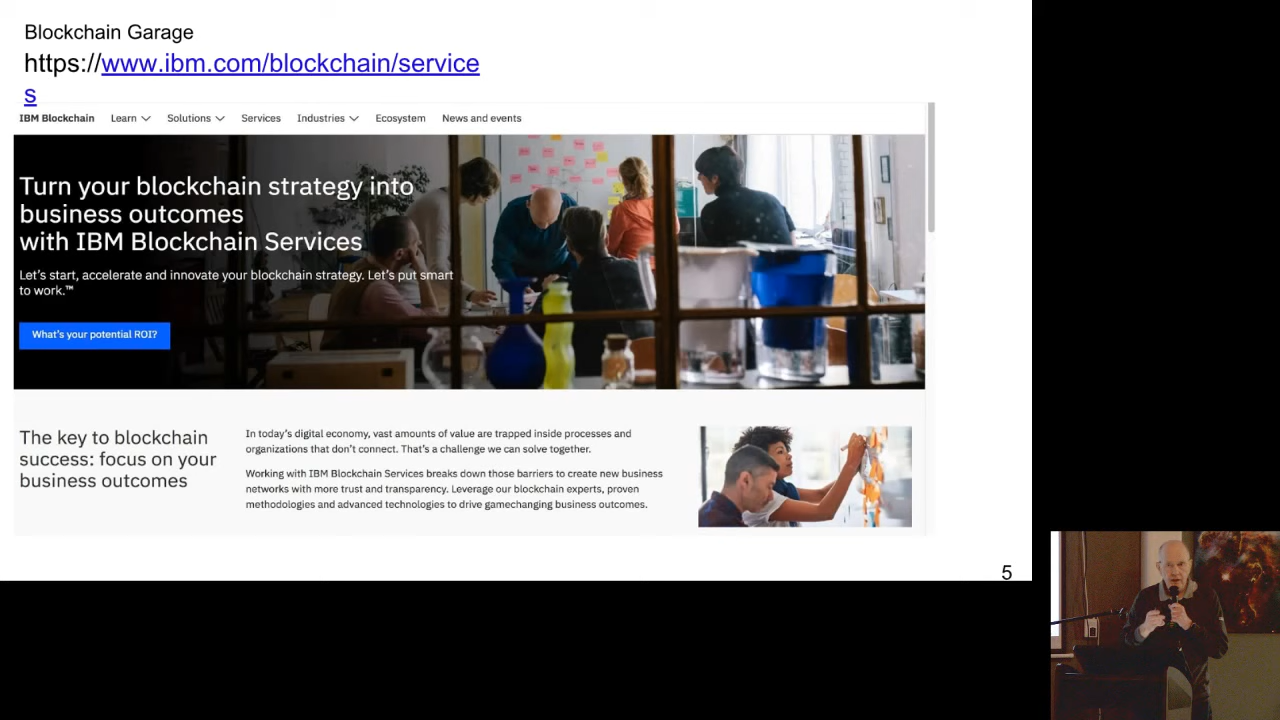 Blockchain Garage
https://www.ibm.com/blockchain/service
s
IBM Blockchain Learn Solutions Services Industries Ecosystem News and events
Turn your blockchain strategy into
business outcomes
with IBM Blockchain Services
Let's start, accelerate and innovate your blockchain strategy. Let's put smart
to work.™
What's your potential ROI?
The key to blockchain
success: focus on your
business outcomes
In today's digital economy, vast amounts of value are trapped inside processes and
organizations that don't connect. That's a challenge we can solve together.
Working with IBM Blockchain Services breaks down those barriers to create new business
networks with more trust and transparency. Leverage our blockchain experts, proven
methodologies and advanced technologies to drive gamechanging business outcomes.
5